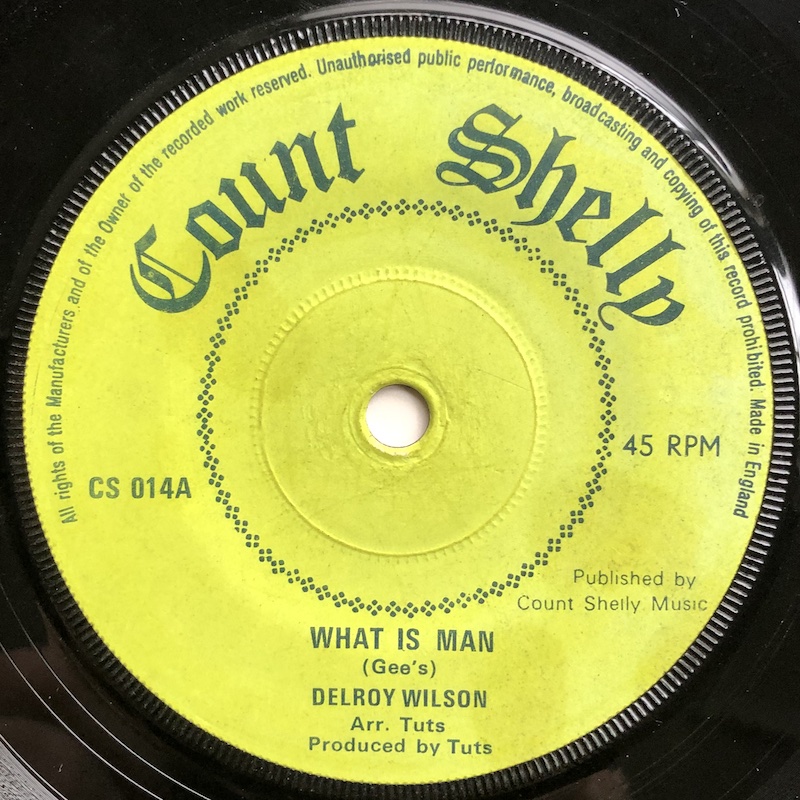 All rights of the Manufacturers and of the Owner of the recorded work reserved. Unauthorised public performance, broadcasting and copying of this record prohibited. Made in England
Count Shelly
45 RPM
CS 014A
Published by
Count Shelly Music
WHAT IS MAN
(Gee's)
DELROY WILSON
Arr. Tuts
Produced by Tuts